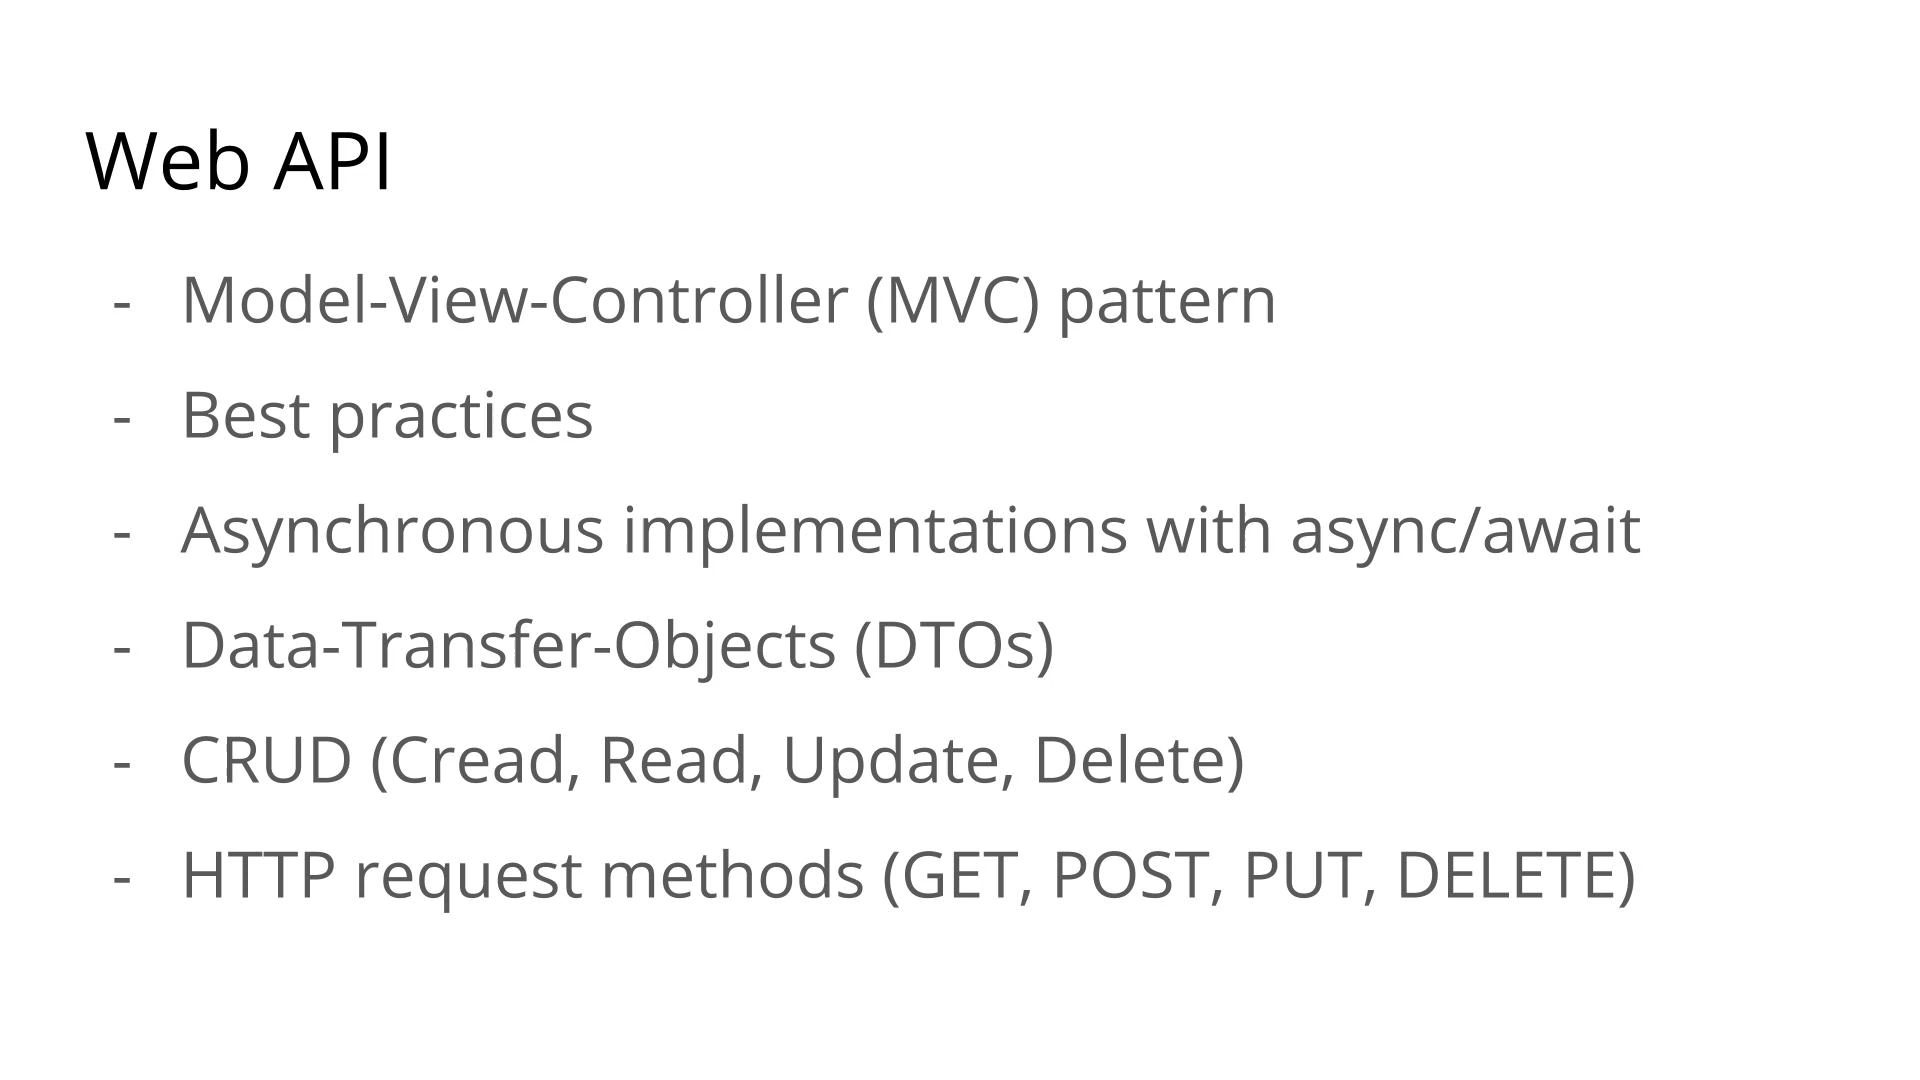 Web API
- Model-View-Controller (MVC) pattern
- Best practices
- Asynchronous implementations with async/await
- Data-Transfer-Objects (DTOs)
- CRUD (Cread, Read, Update, Delete)
- HTTP request methods (GET, POST, PUT, DELETE)